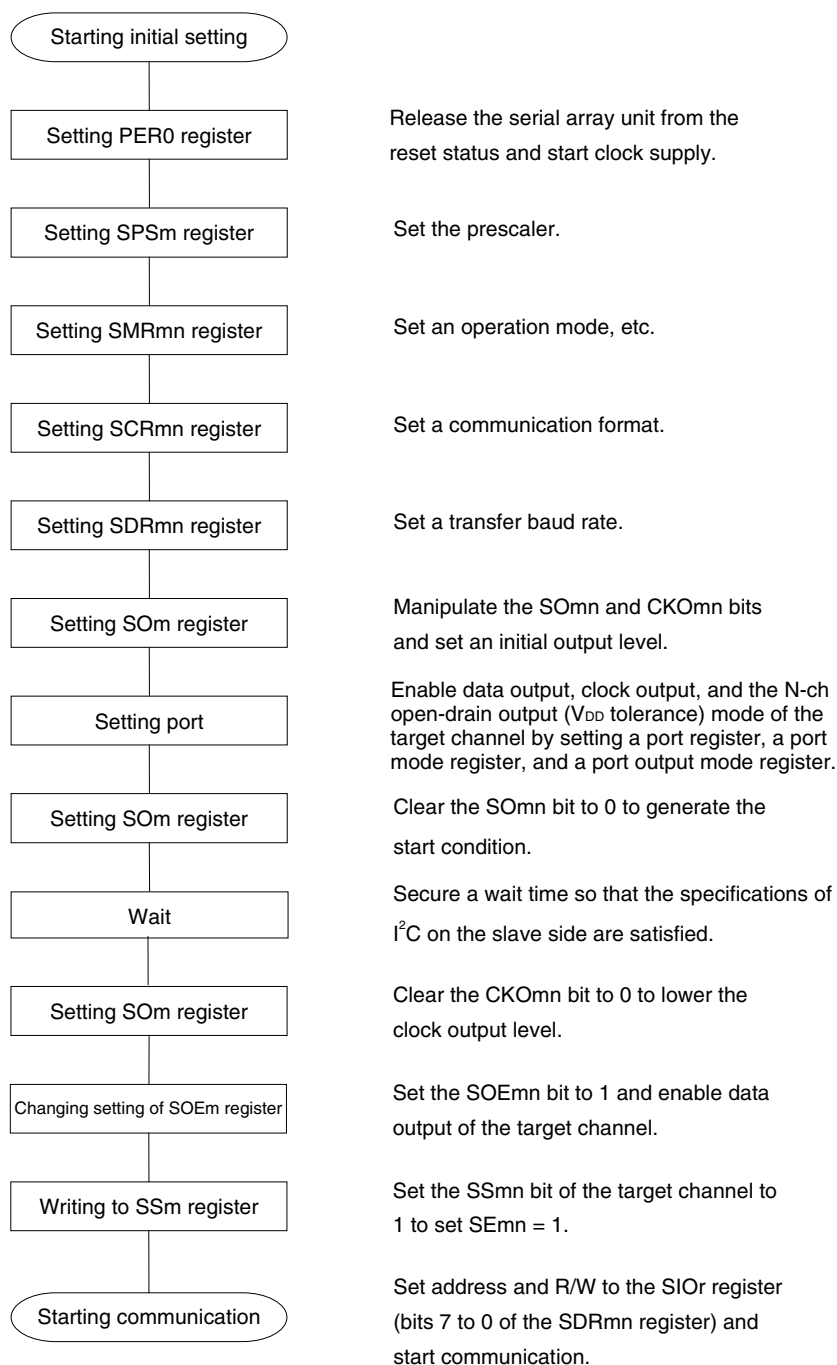 Starting initial setting
Setting PER0 register
Release the serial array unit from the
reset status and start clock supply.
Setting SPSm register
Set the prescaler.
Setting SMRmn register
Set an operation mode, etc.
Setting SCRmn register
Set a communication format.
Setting SDRmn register
Set a transfer baud rate.
Setting SOm register
Manipulate the SOmn and CKOmn bits
and set an initial output level.
Setting port
Enable data output, clock output, and the N-ch
open-drain output (VDD tolerance) mode of the
target channel by setting a port register, a port
mode register, and a port output mode register.
Setting SOm register
Clear the SOmn bit to 0 to generate the
start condition.
Wait
Secure a wait time so that the specifications of
I²C on the slave side are satisfied.
Setting SOm register
Clear the CKOmn bit to 0 to lower the
clock output level.
Changing setting of SOEm register
Set the SOEmn bit to 1 and enable data
output of the target channel.
Writing to SSm register
Set the SSmn bit of the target channel to
1 to set SEmn = 1.
Starting communication
Set address and R/W to the SIOr register
(bits 7 to 0 of the SDRmn register) and
start communication.